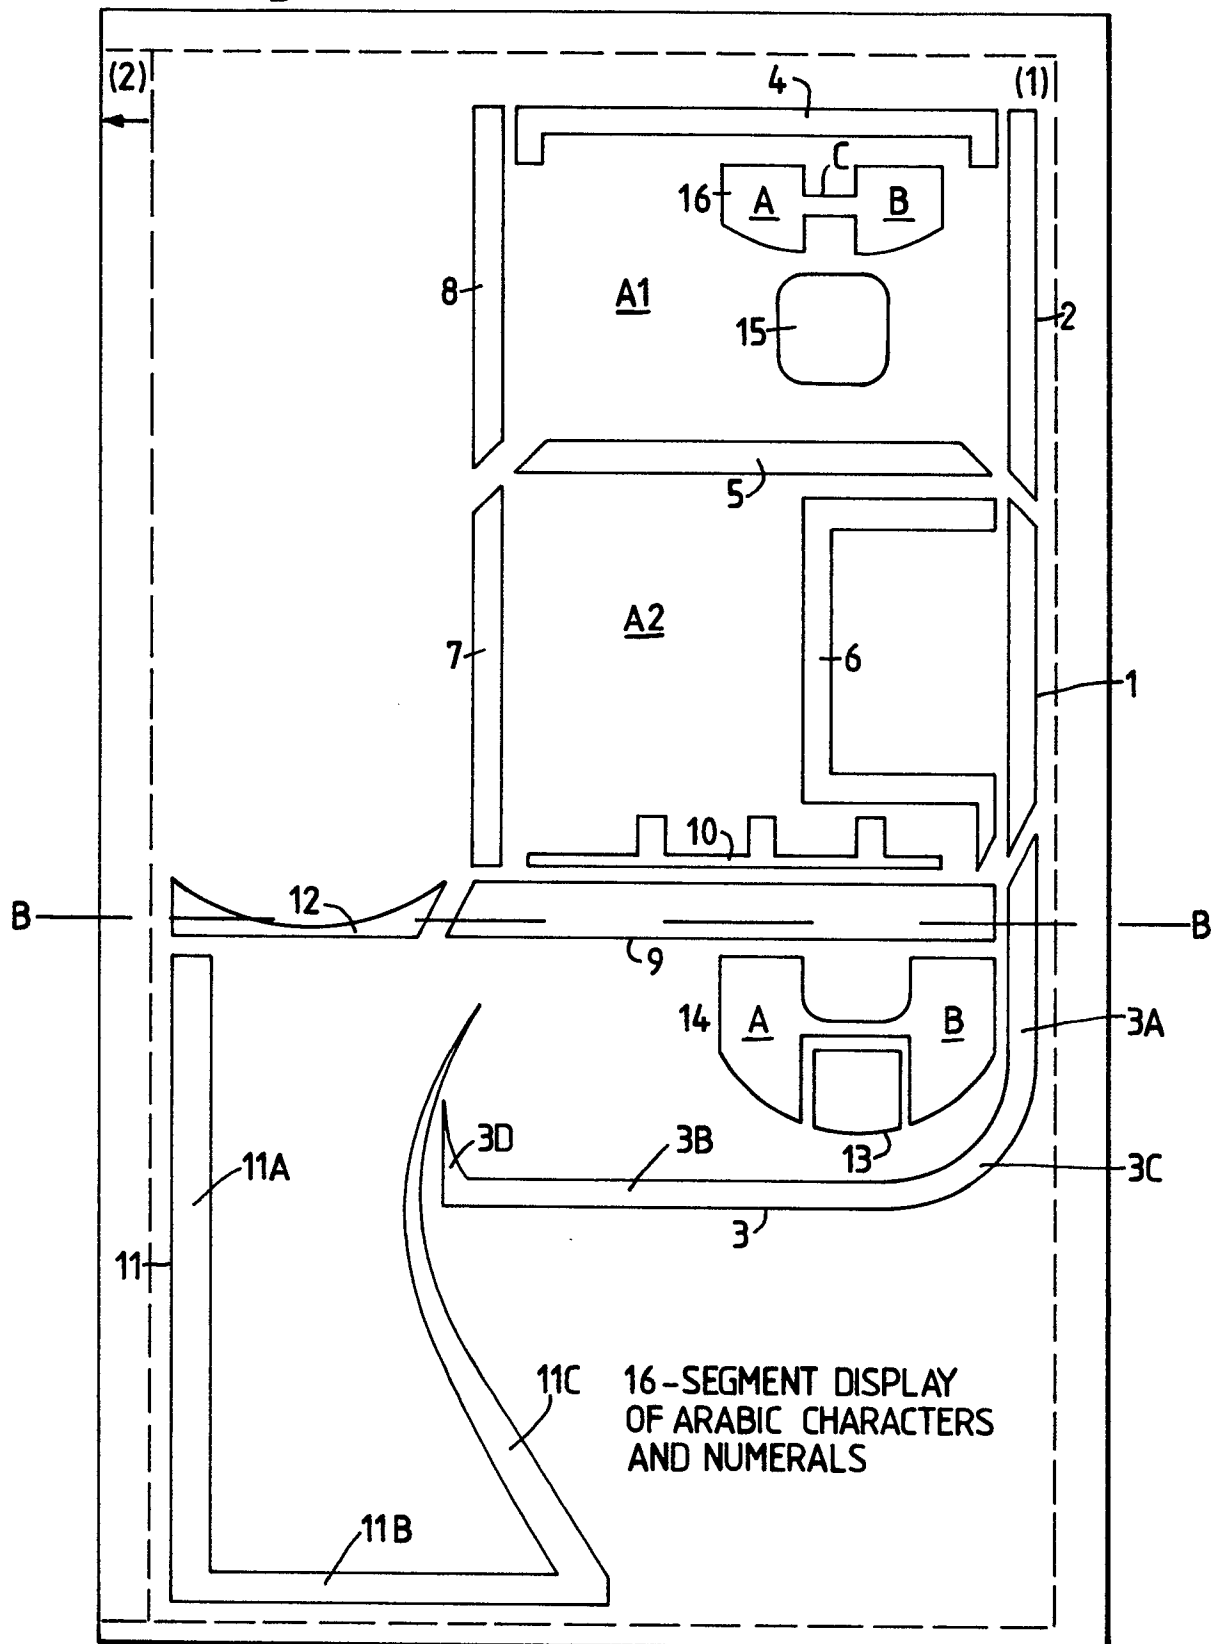 (2)
(1)
4
C
16
A
B
8
A1
15
2
5
A2
7
6
1
10
B
12
B
9
14
A
B
3A
3D
3B
13
3C
11A
3
11
11C
16-SEGMENT DISPLAY
OF ARABIC CHARACTERS
AND NUMERALS
11B